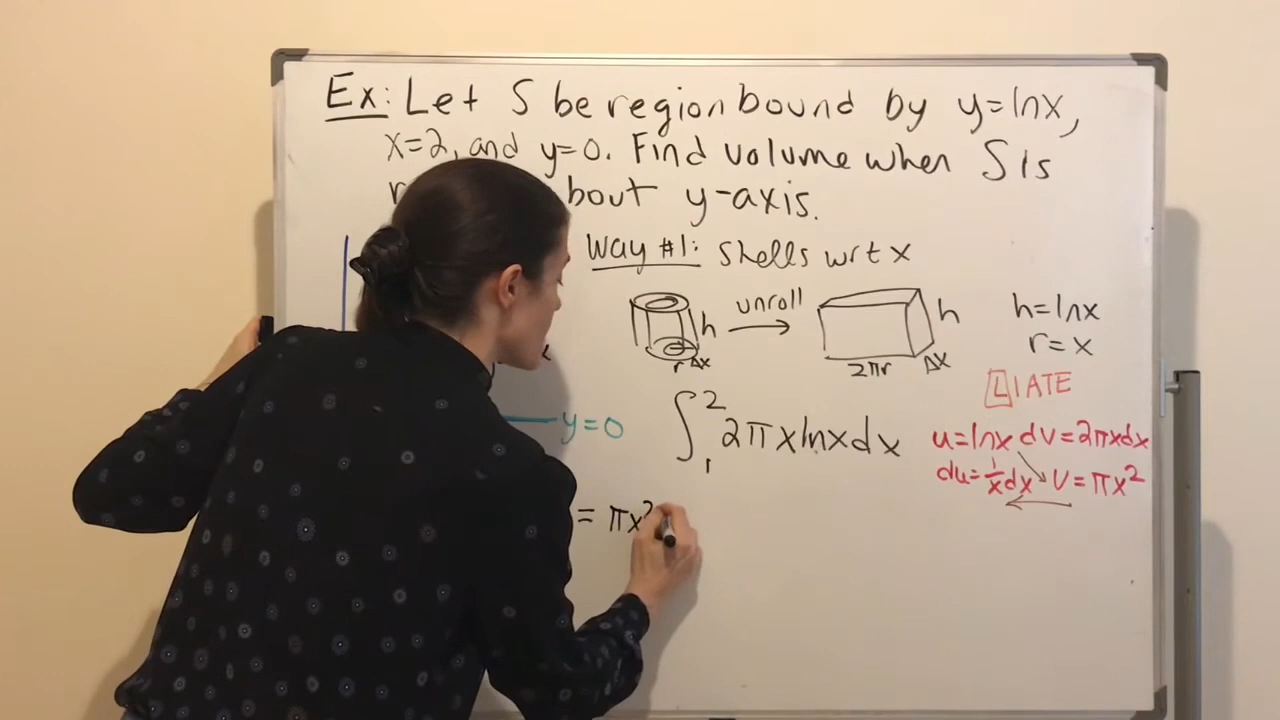 Ex: Let S be region bound by y=lnx,
x=2, and y=0. Find volume when S is
bout y-axis.
Way #1: Shells wrt x
h unroll h
r Δx 2πr Δx
h=lnx
r=x
LIATE
y=0
∫₁² 2πx lnx dx
u=lnx dv=2πxdx
du=1/x dx v=πx²
= πx²